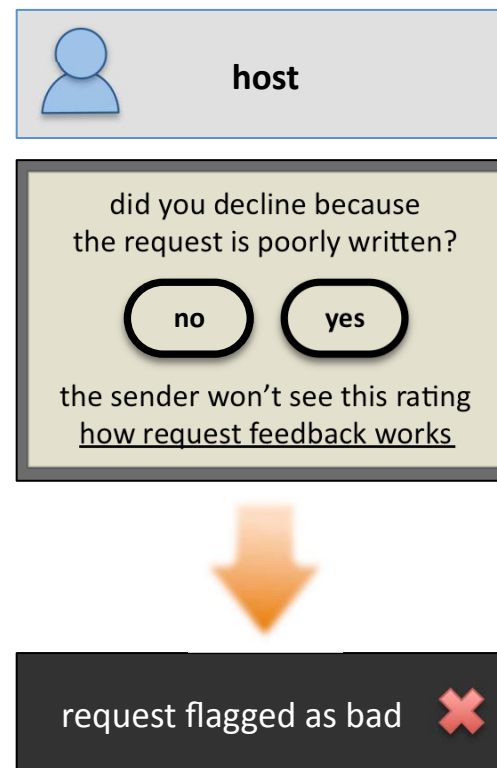 host
did you decline because
the request is poorly written?
no yes
the sender won’t see this rating
how request feedback works
request flagged as bad